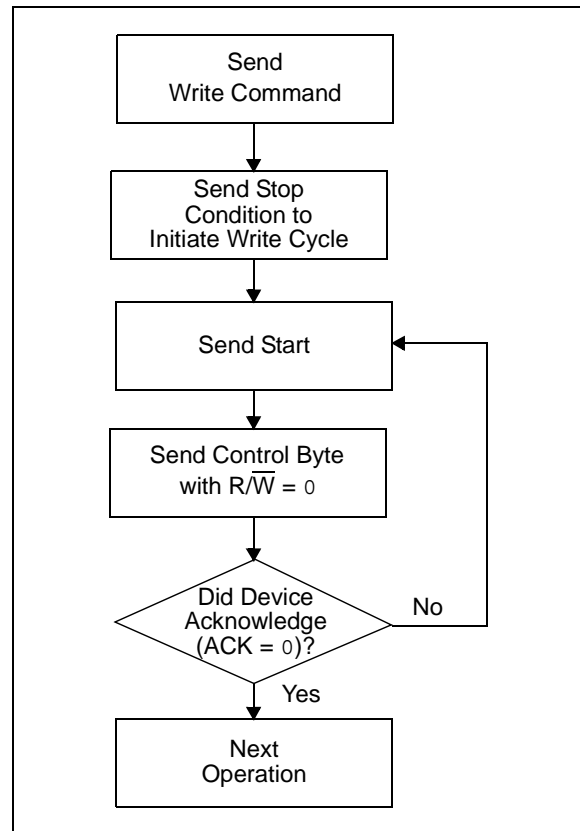 Send
Write Command
Send Stop
Condition to
Initiate Write Cycle
Send Start
Send Control Byte
with R/W̅ = 0
Did Device
Acknowledge
(ACK = 0)?
No
Yes
Next
Operation